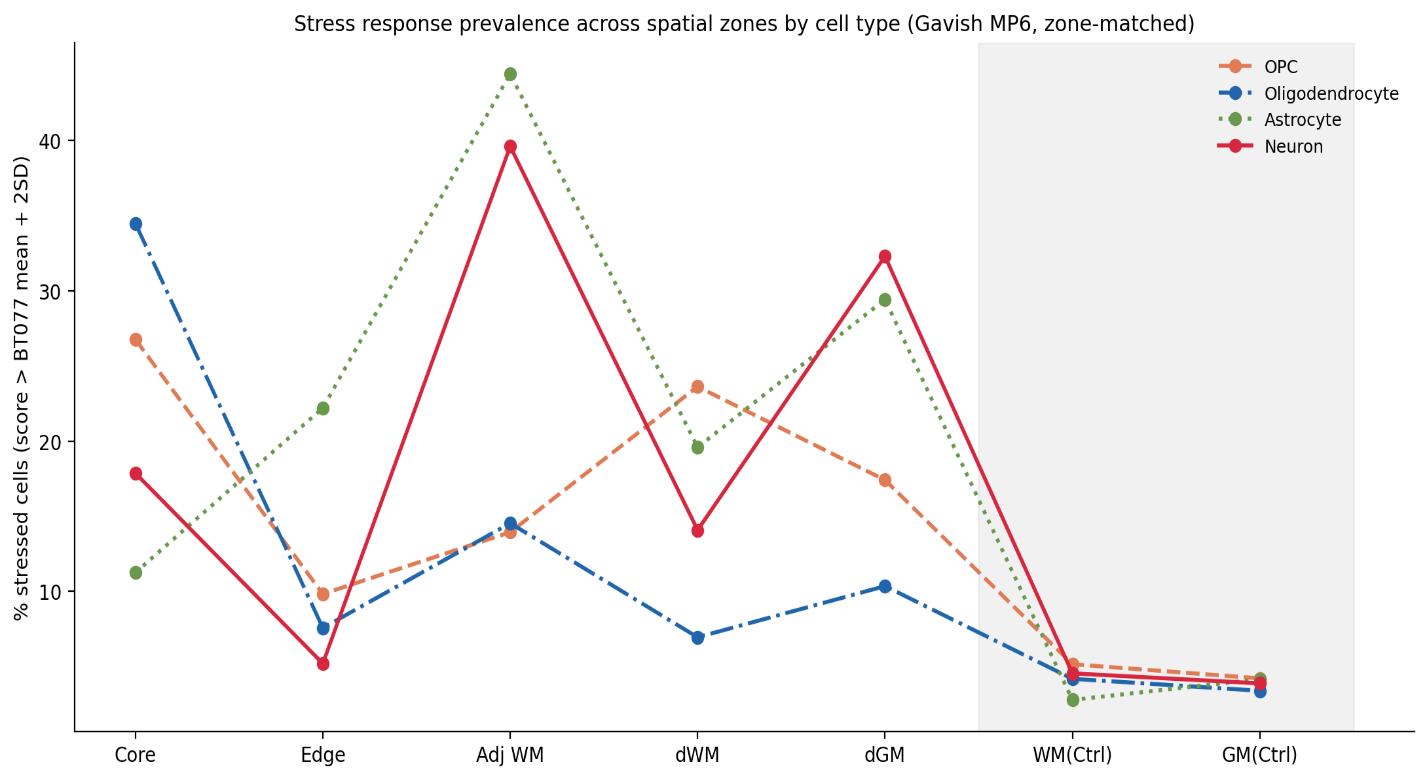 Stress response prevalence across spatial zones by cell type (Gavish MP6, zone-matched)
OPC
Oligodendrocyte
Astrocyte
Neuron
% stressed cells (score > BT077 mean + 2SD)
40
30
20
10
Core
Edge
Adj WM
dWM
dGM
WM(Ctrl)
GM(Ctrl)